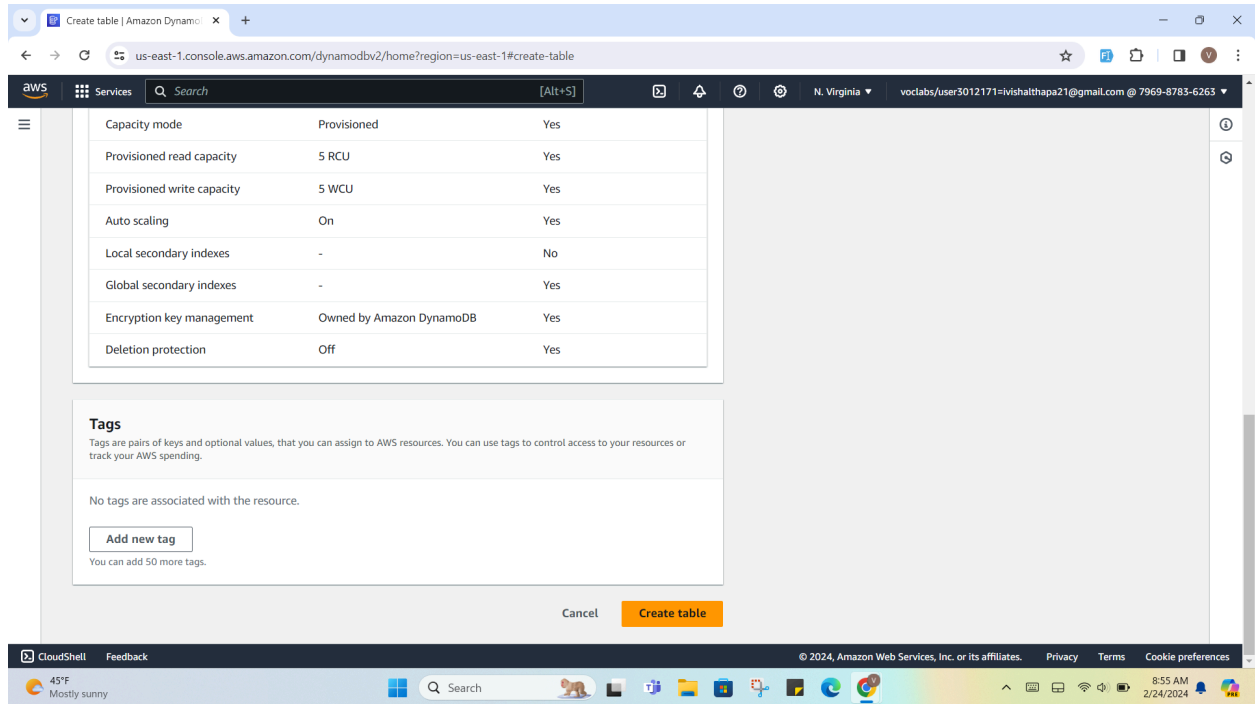 Create table | Amazon Dynamo
us-east-1.console.aws.amazon.com/dynamodbv2/home?region=us-east-1#create-table
V
aws
Services
Search
[Alt+S]
N. Virginia
voclabs/user3012171=ivishalthapa21@gmail.com @ 7969-8783-6263
Capacity mode Provisioned Yes
Provisioned read capacity 5 RCU Yes
Provisioned write capacity 5 WCU Yes
Auto scaling On Yes
Local secondary indexes - No
Global secondary indexes - Yes
Encryption key management Owned by Amazon DynamoDB Yes
Deletion protection Off Yes
Tags
Tags are pairs of keys and optional values, that you can assign to AWS resources. You can use tags to control access to your resources or
track your AWS spending.
No tags are associated with the resource.
Add new tag
You can add 50 more tags.
Cancel Create table
CloudShell Feedback © 2024, Amazon Web Services, Inc. or its affiliates. Privacy Terms Cookie preferences
45°F
Mostly sunny
Search
8:55 AM
2/24/2024
PRE